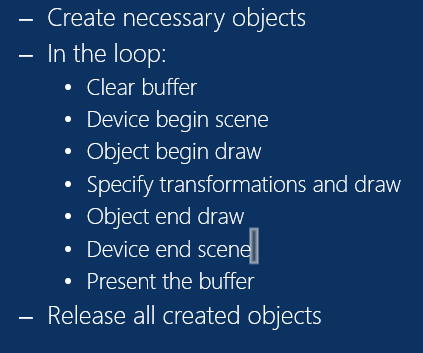 – Create necessary objects
– In the loop:
• Clear buffer
• Device begin scene
• Object begin draw
• Specify transformations and draw
• Object end draw
• Device end scene
• Present the buffer
– Release all created objects